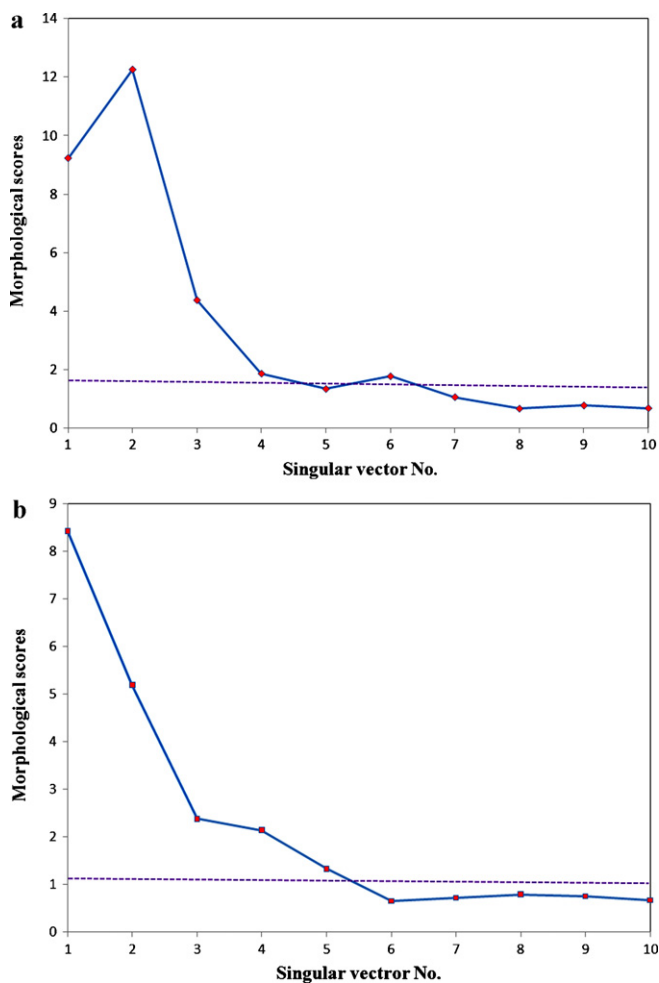 a
14
12
10
8
6
4
2
0
Morphological scores
1 2 3 4 5 6 7 8 9 10
Singular vector No.
b
9
8
7
6
5
4
3
2
1
0
Morphological scores
1 2 3 4 5 6 7 8 9 10
Singular vectror No.